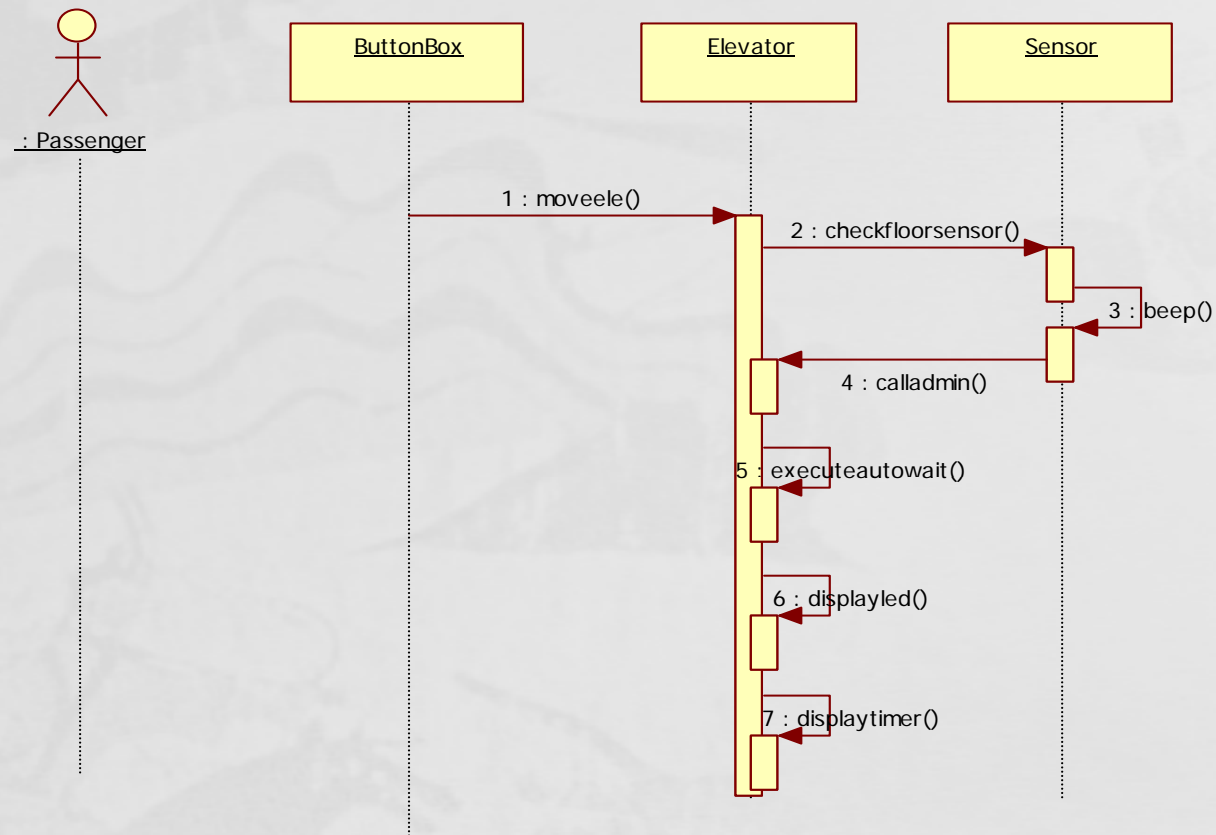 ButtonBox
Elevator
Sensor
: Passenger
1 : moveele()
2 : checkfloorsensor()
3 : beep()
4 : calladmin()
5 : executeautowait()
6 : displayled()
7 : displaytimer()